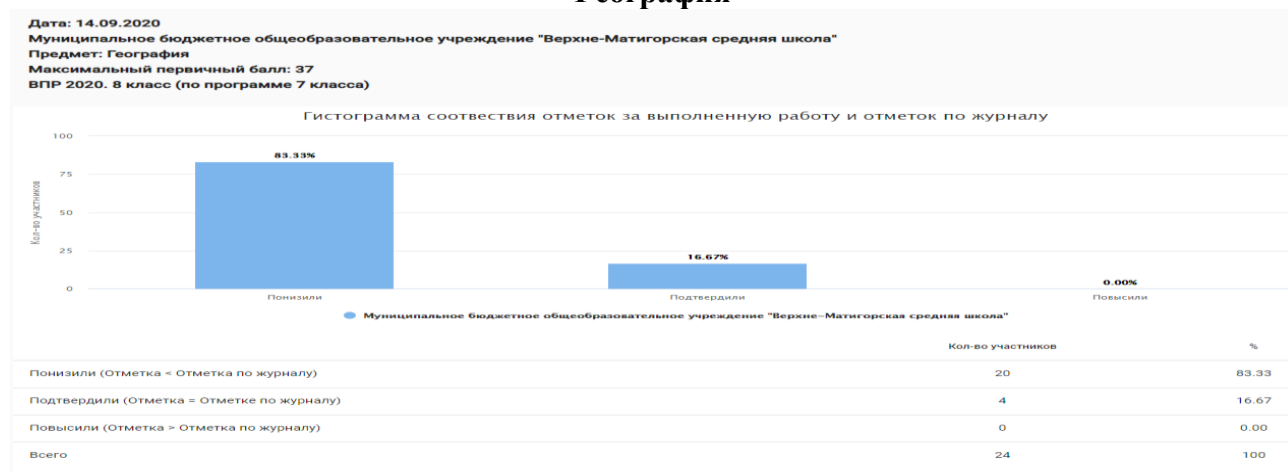 География
Дата: 14.09.2020
Муниципальное бюджетное общеобразовательное учреждение "Верхне-Матигорская средняя школа"
Предмет: География
Максимальный первичный балл: 37
ВПР 2020. 8 класс (по программе 7 класса)
Гистограмма соотвествия отметок за выполненную работу и отметок по журналу
100
75
50
25
0
Кол-во участников
83.33%
16.67%
0.00%
Понизили Подтвердили Повысили
Муниципальное бюджетное общеобразовательное учреждение "Верхне-Матигорская средняя школа"
Кол-во участников %
Понизили (Отметка < Отметка по журналу) 20 83.33
Подтвердили (Отметка = Отметке по журналу) 4 16.67
Повысили (Отметка > Отметка по журналу) 0 0.00
Всего 24 100